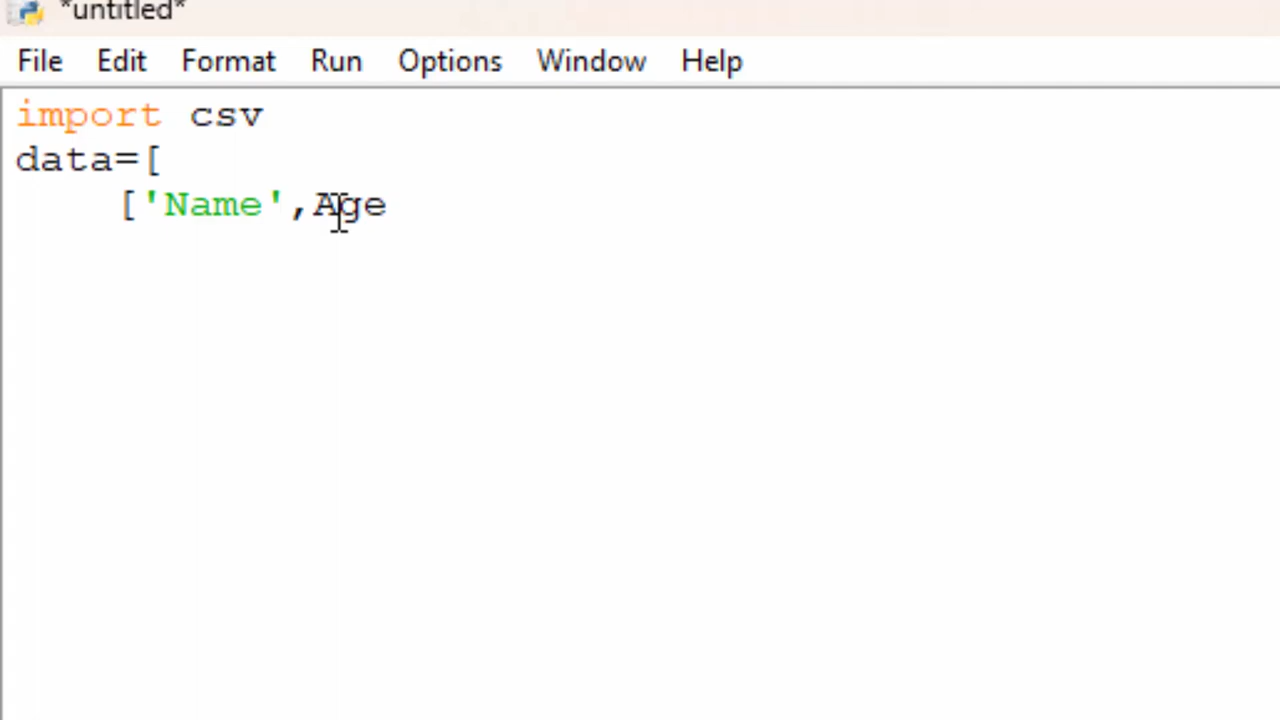 *untitled*
File Edit Format Run Options Window Help
import csv
data=[
    ['Name',Age